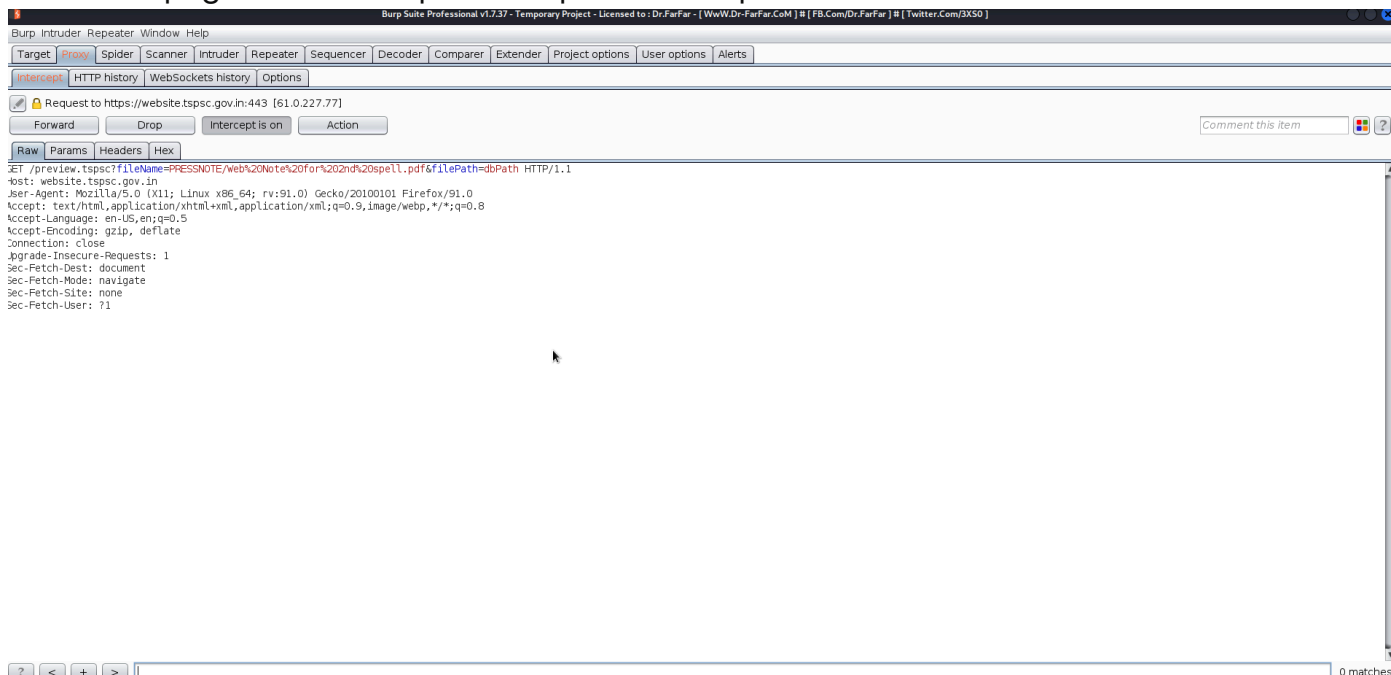 Burp Suite Professional v1.7.37 - Temporary Project - Licensed to : Dr.FarFar - [ WwW.Dr-FarFar.CoM ] # [ FB.Com/Dr.FarFar ] # [ Twitter.Com/3XS0 ]
Burp Intruder Repeater Window Help
Target Proxy Spider Scanner Intruder Repeater Sequencer Decoder Comparer Extender Project options User options Alerts
Intercept HTTP history WebSockets history Options
Request to https://website.tspsc.gov.in:443 [61.0.227.77]
Forward Drop Intercept is on Action Comment this item ?
Raw Params Headers Hex
GET /preview.tspsc?fileName=PRESSNOTE/Web%20Note%20for%202nd%20spell.pdf&filePath=dbPath HTTP/1.1
Host: website.tspsc.gov.in
User-Agent: Mozilla/5.0 (X11; Linux x86_64; rv:91.0) Gecko/20100101 Firefox/91.0
Accept: text/html,application/xhtml+xml,application/xml;q=0.9,image/webp,*/*;q=0.8
Accept-Language: en-US,en;q=0.5
Accept-Encoding: gzip, deflate
Connection: close
Upgrade-Insecure-Requests: 1
Sec-Fetch-Dest: document
Sec-Fetch-Mode: navigate
Sec-Fetch-Site: none
Sec-Fetch-User: ?1
? < + > 0 matches